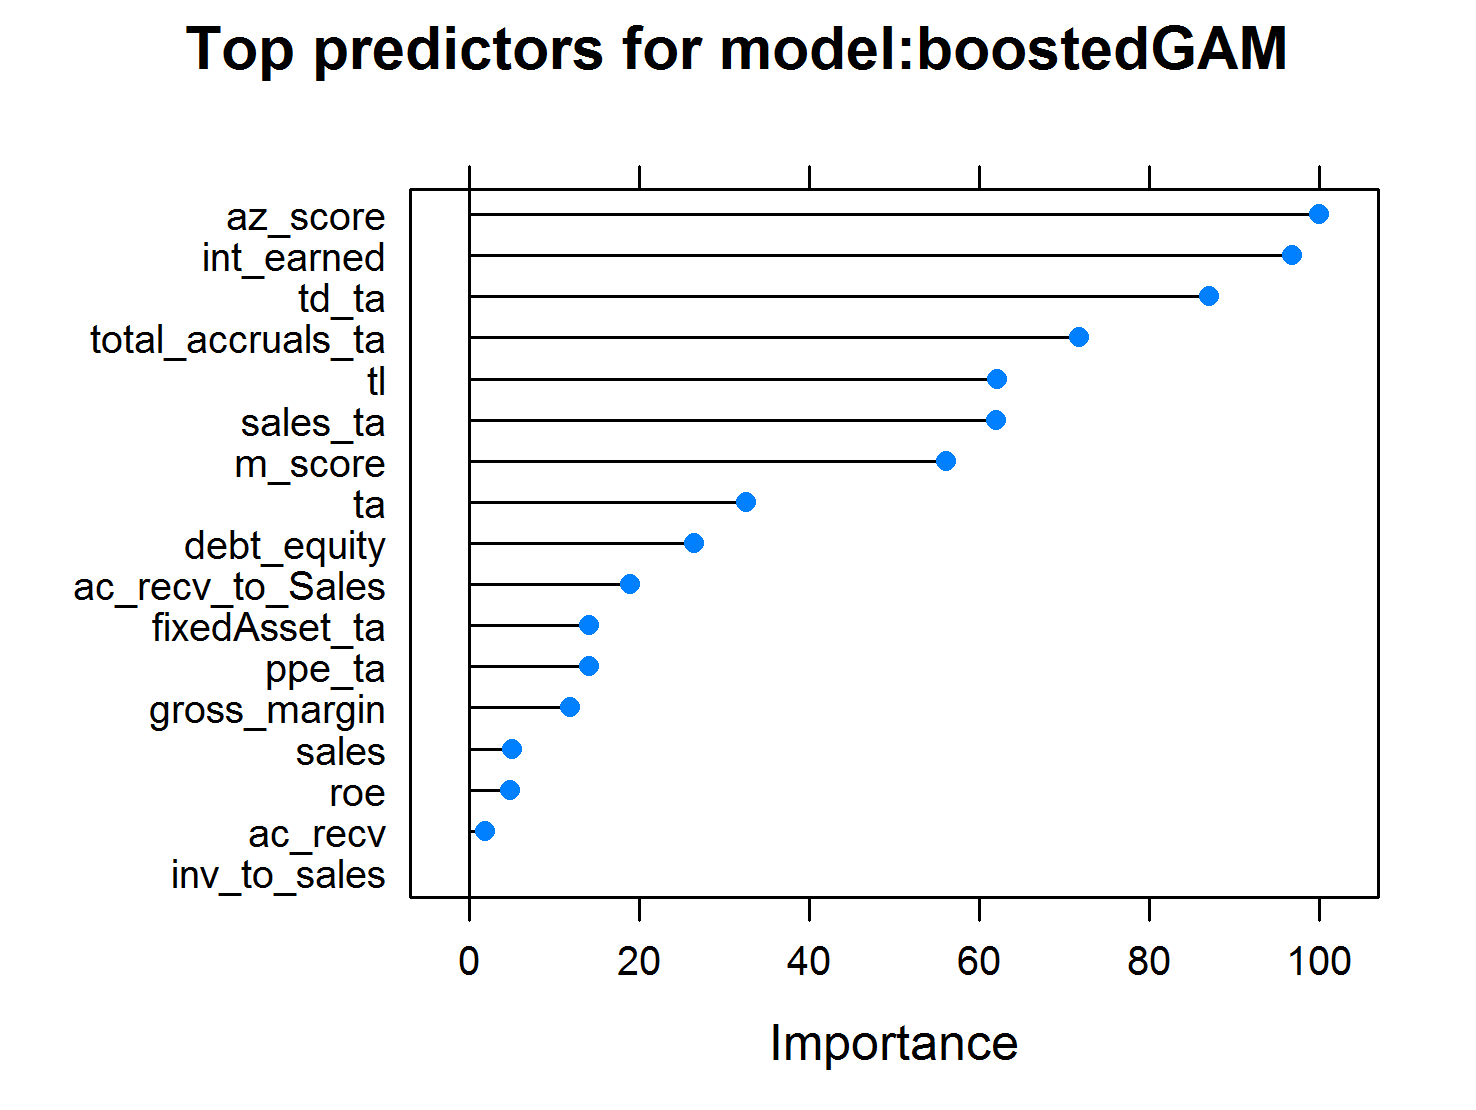 Top predictors for model:boostedGAM
az_score
int_earned
td_ta
total_accruals_ta
tl
sales_ta
m_score
ta
debt_equity
ac_recv_to_Sales
fixedAsset_ta
ppe_ta
gross_margin
sales
roe
ac_recv
inv_to_sales
0 20 40 60 80 100
Importance